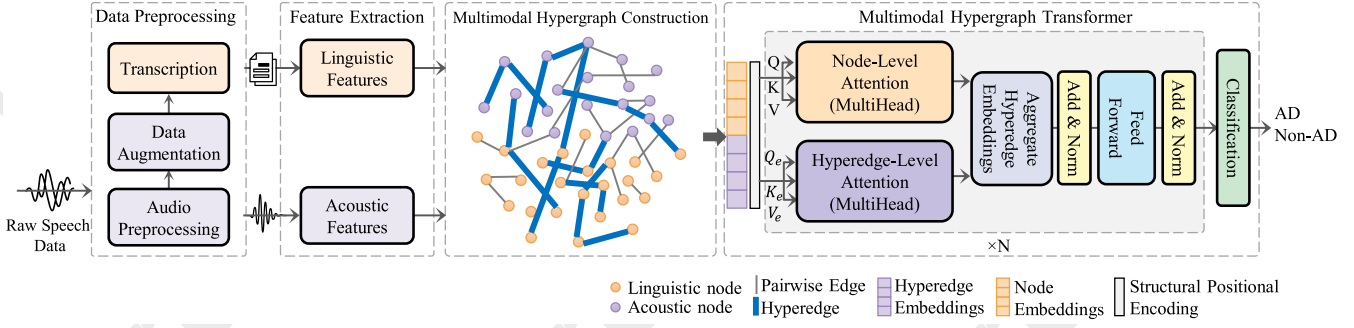 Data Preprocessing
Transcription
Data
Augmentation
Audio
Preprocessing
Raw Speech
Data
Feature Extraction
Linguistic
Features
Acoustic
Features
Multimodal Hypergraph Construction
Multimodal Hypergraph Transformer
Q
K
V
Node-Level
Attention
(MultiHead)
Qe
Ke
Ve
Hyperedge-Level
Attention
(MultiHead)
Aggregate
Hyperedge
Embeddings
Add & Norm
Feed
Forward
Add & Norm
×N
Classification
AD
Non-AD
Linguistic node
Acoustic node
Pairwise Edge
Hyperedge
Hyperedge
Embeddings
Node
Embeddings
Structural Positional
Encoding